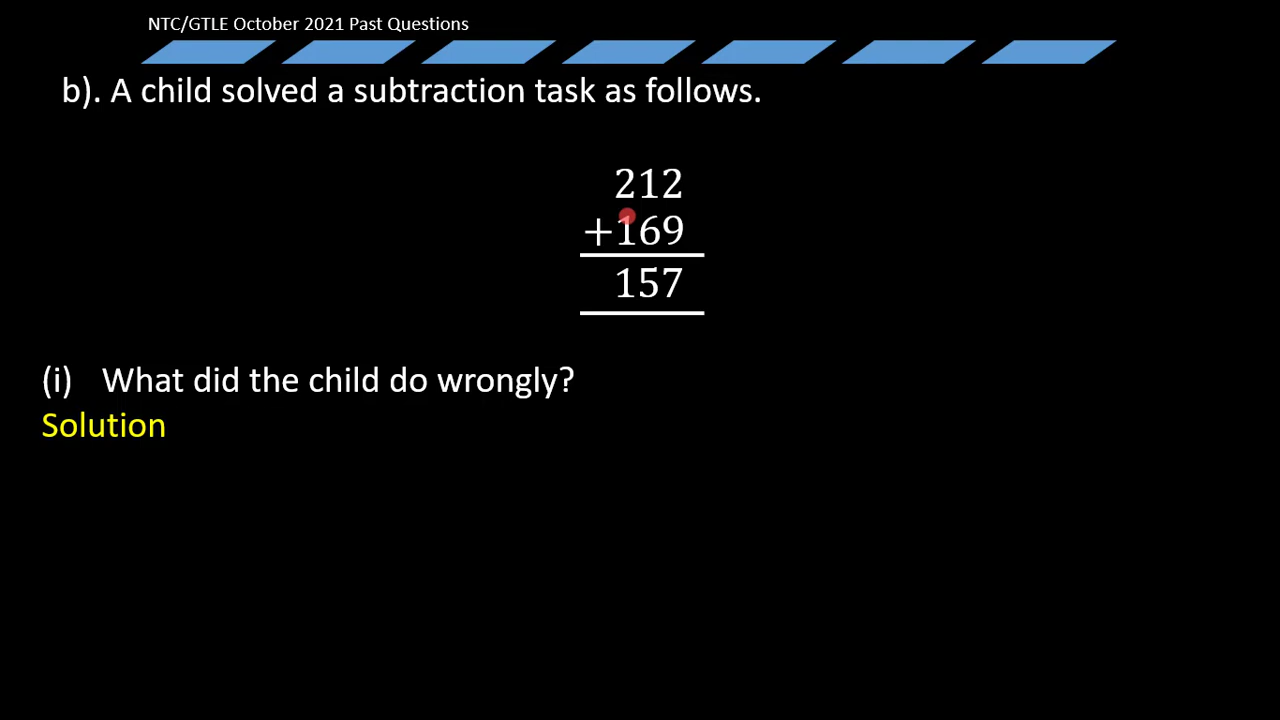 NTC/GTLE October 2021 Past Questions
b). A child solved a subtraction task as follows.
212
+169
157
(i) What did the child do wrongly?
Solution